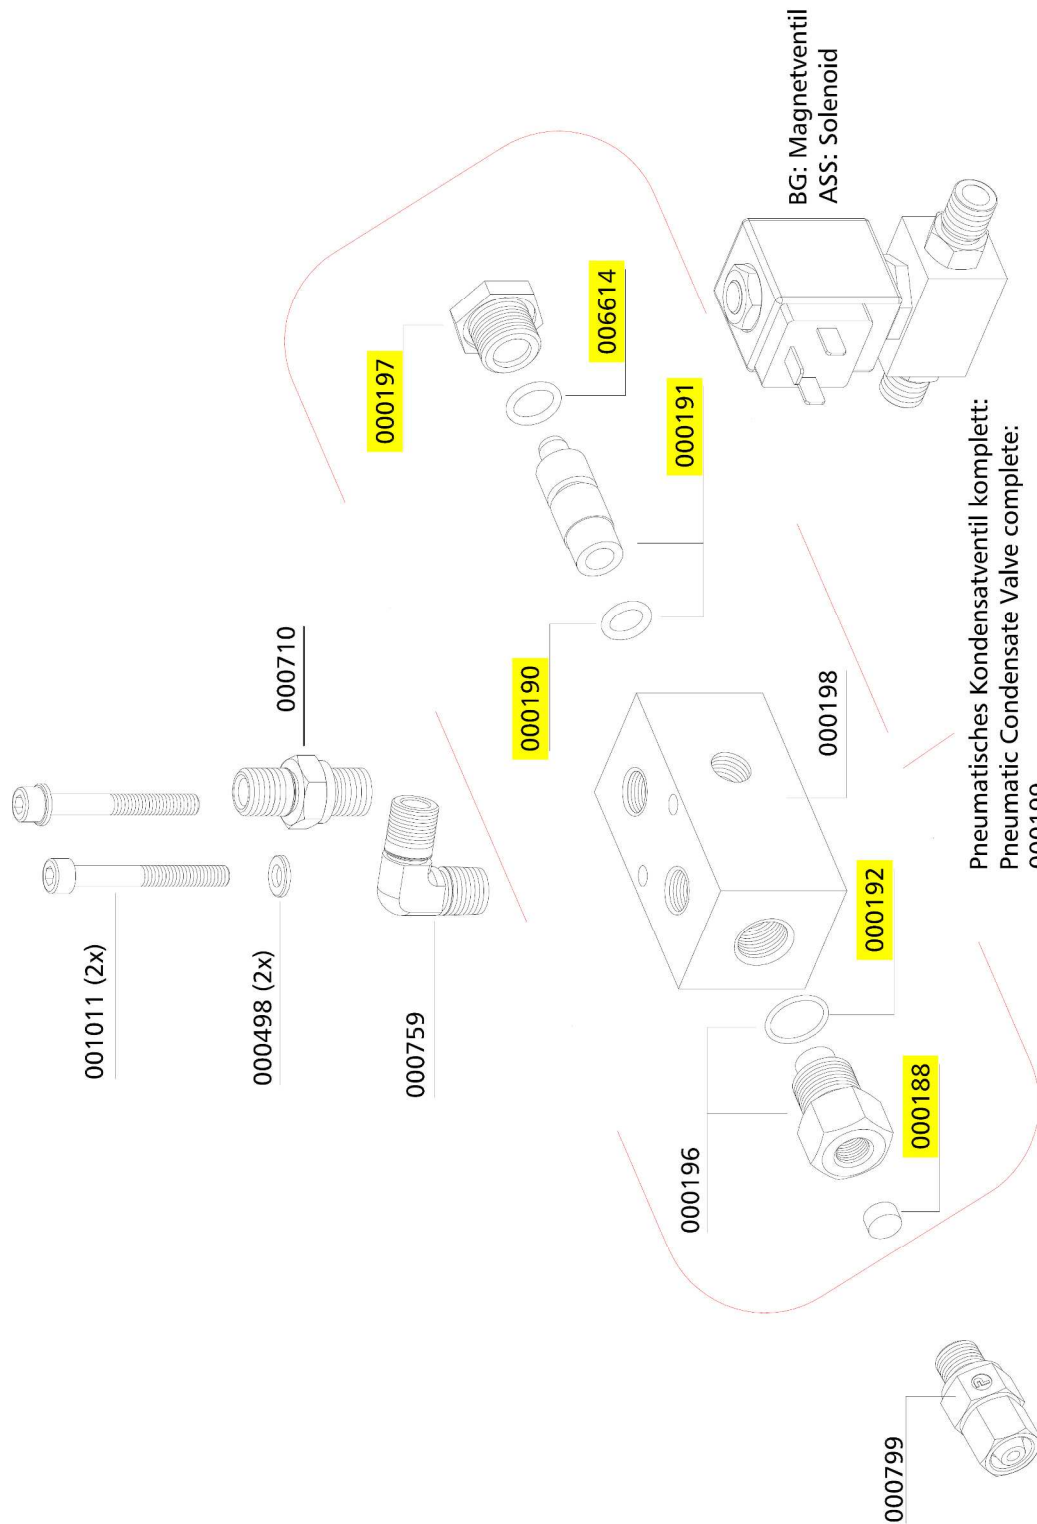 001011 (2x)
000498 (2x)
000710
000759
000197
006614
000190
000191
BG: Magnetventil
ASS: Solenoid
000198
000192
000196
000188
000799
Pneumatisches Kondensatventil komplett:
Pneumatic Condensate Valve complete: